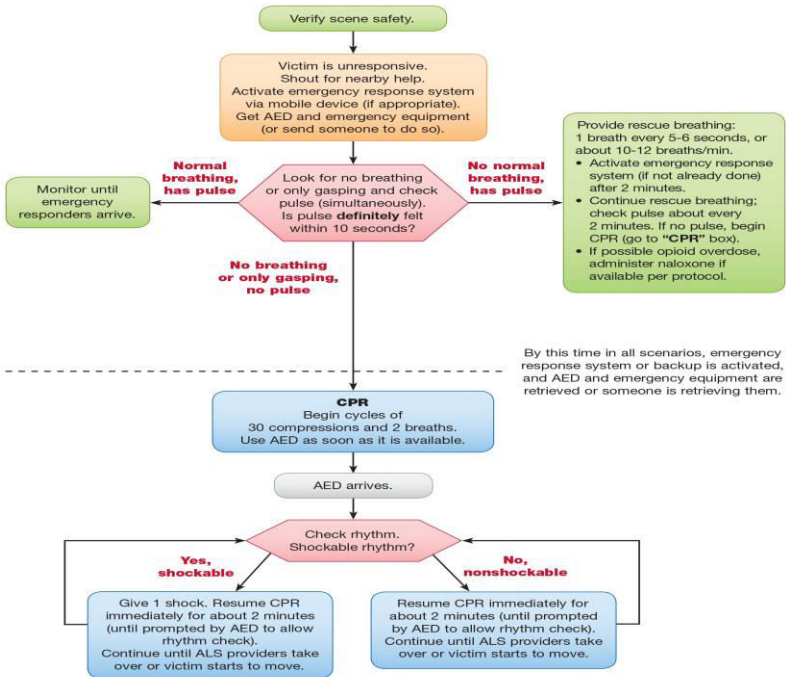 Verify scene safety.
Victim is unresponsive.
Shout for nearby help.
Activate emergency response system
via mobile device (if appropriate).
Get AED and emergency equipment
(or send someone to do so).
Normal
breathing,
has pulse
Monitor until
emergency
responders arrive.
Look for no breathing
or only gasping and check
pulse (simultaneously).
Is pulse definitely felt
within 10 seconds?
No normal
breathing,
has pulse
Provide rescue breathing:
1 breath every 5-6 seconds, or
about 10-12 breaths/min.
• Activate emergency response
system (if not already done)
after 2 minutes.
• Continue rescue breathing;
check pulse about every
2 minutes. If no pulse, begin
CPR (go to “CPR” box).
• If possible opioid overdose,
administer naloxone if
available per protocol.
No breathing
or only gasping,
no pulse
By this time in all scenarios, emergency
response system or backup is activated,
and AED and emergency equipment are
retrieved or someone is retrieving them.
CPR
Begin cycles of
30 compressions and 2 breaths.
Use AED as soon as it is available.
AED arrives.
Check rhythm.
Shockable rhythm?
Yes,
shockable
No,
nonshockable
Give 1 shock. Resume CPR
immediately for about 2 minutes
(until prompted by AED to allow
rhythm check).
Continue until ALS providers take
over or victim starts to move.
Resume CPR immediately for
about 2 minutes (until prompted
by AED to allow rhythm check).
Continue until ALS providers take
over or victim starts to move.